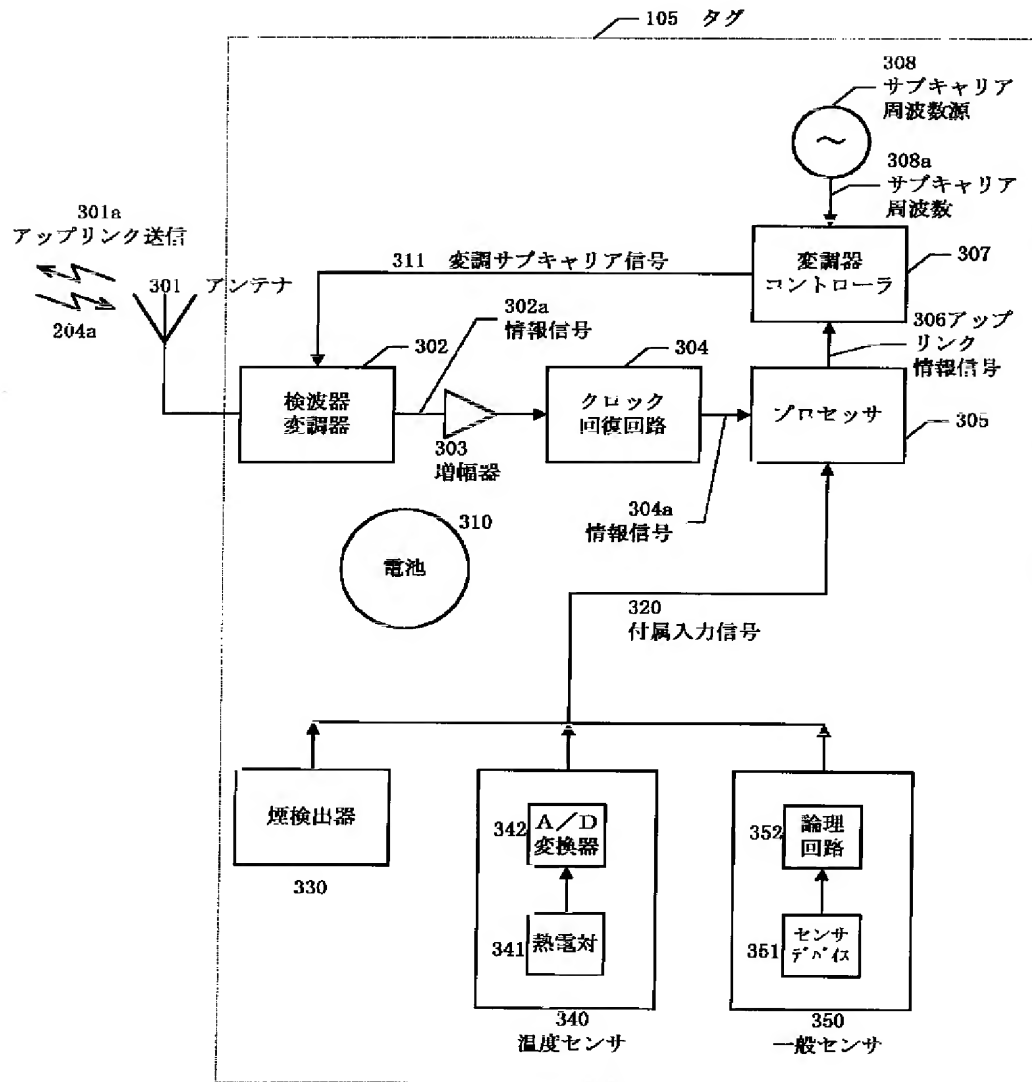 105 タグ
308
サブキャリア
周波数源
～
308a
サブキャリア
周波数
301a
アップリンク送信
301
アンテナ
204a
311 変調サブキャリア信号
変調器
コントローラ
307
302a
情報信号
302
検波器
変調器
303
増幅器
304
クロック
回復回路
306アップ
リンク
情報信号
プロセッサ
305
304a
情報信号
310
電池
320
付属入力信号
煙検出器
330
342
A／D
変換器
341
熱電対
340
温度センサ
352
論理
回路
351
センサ
デバイス
350
一般センサ